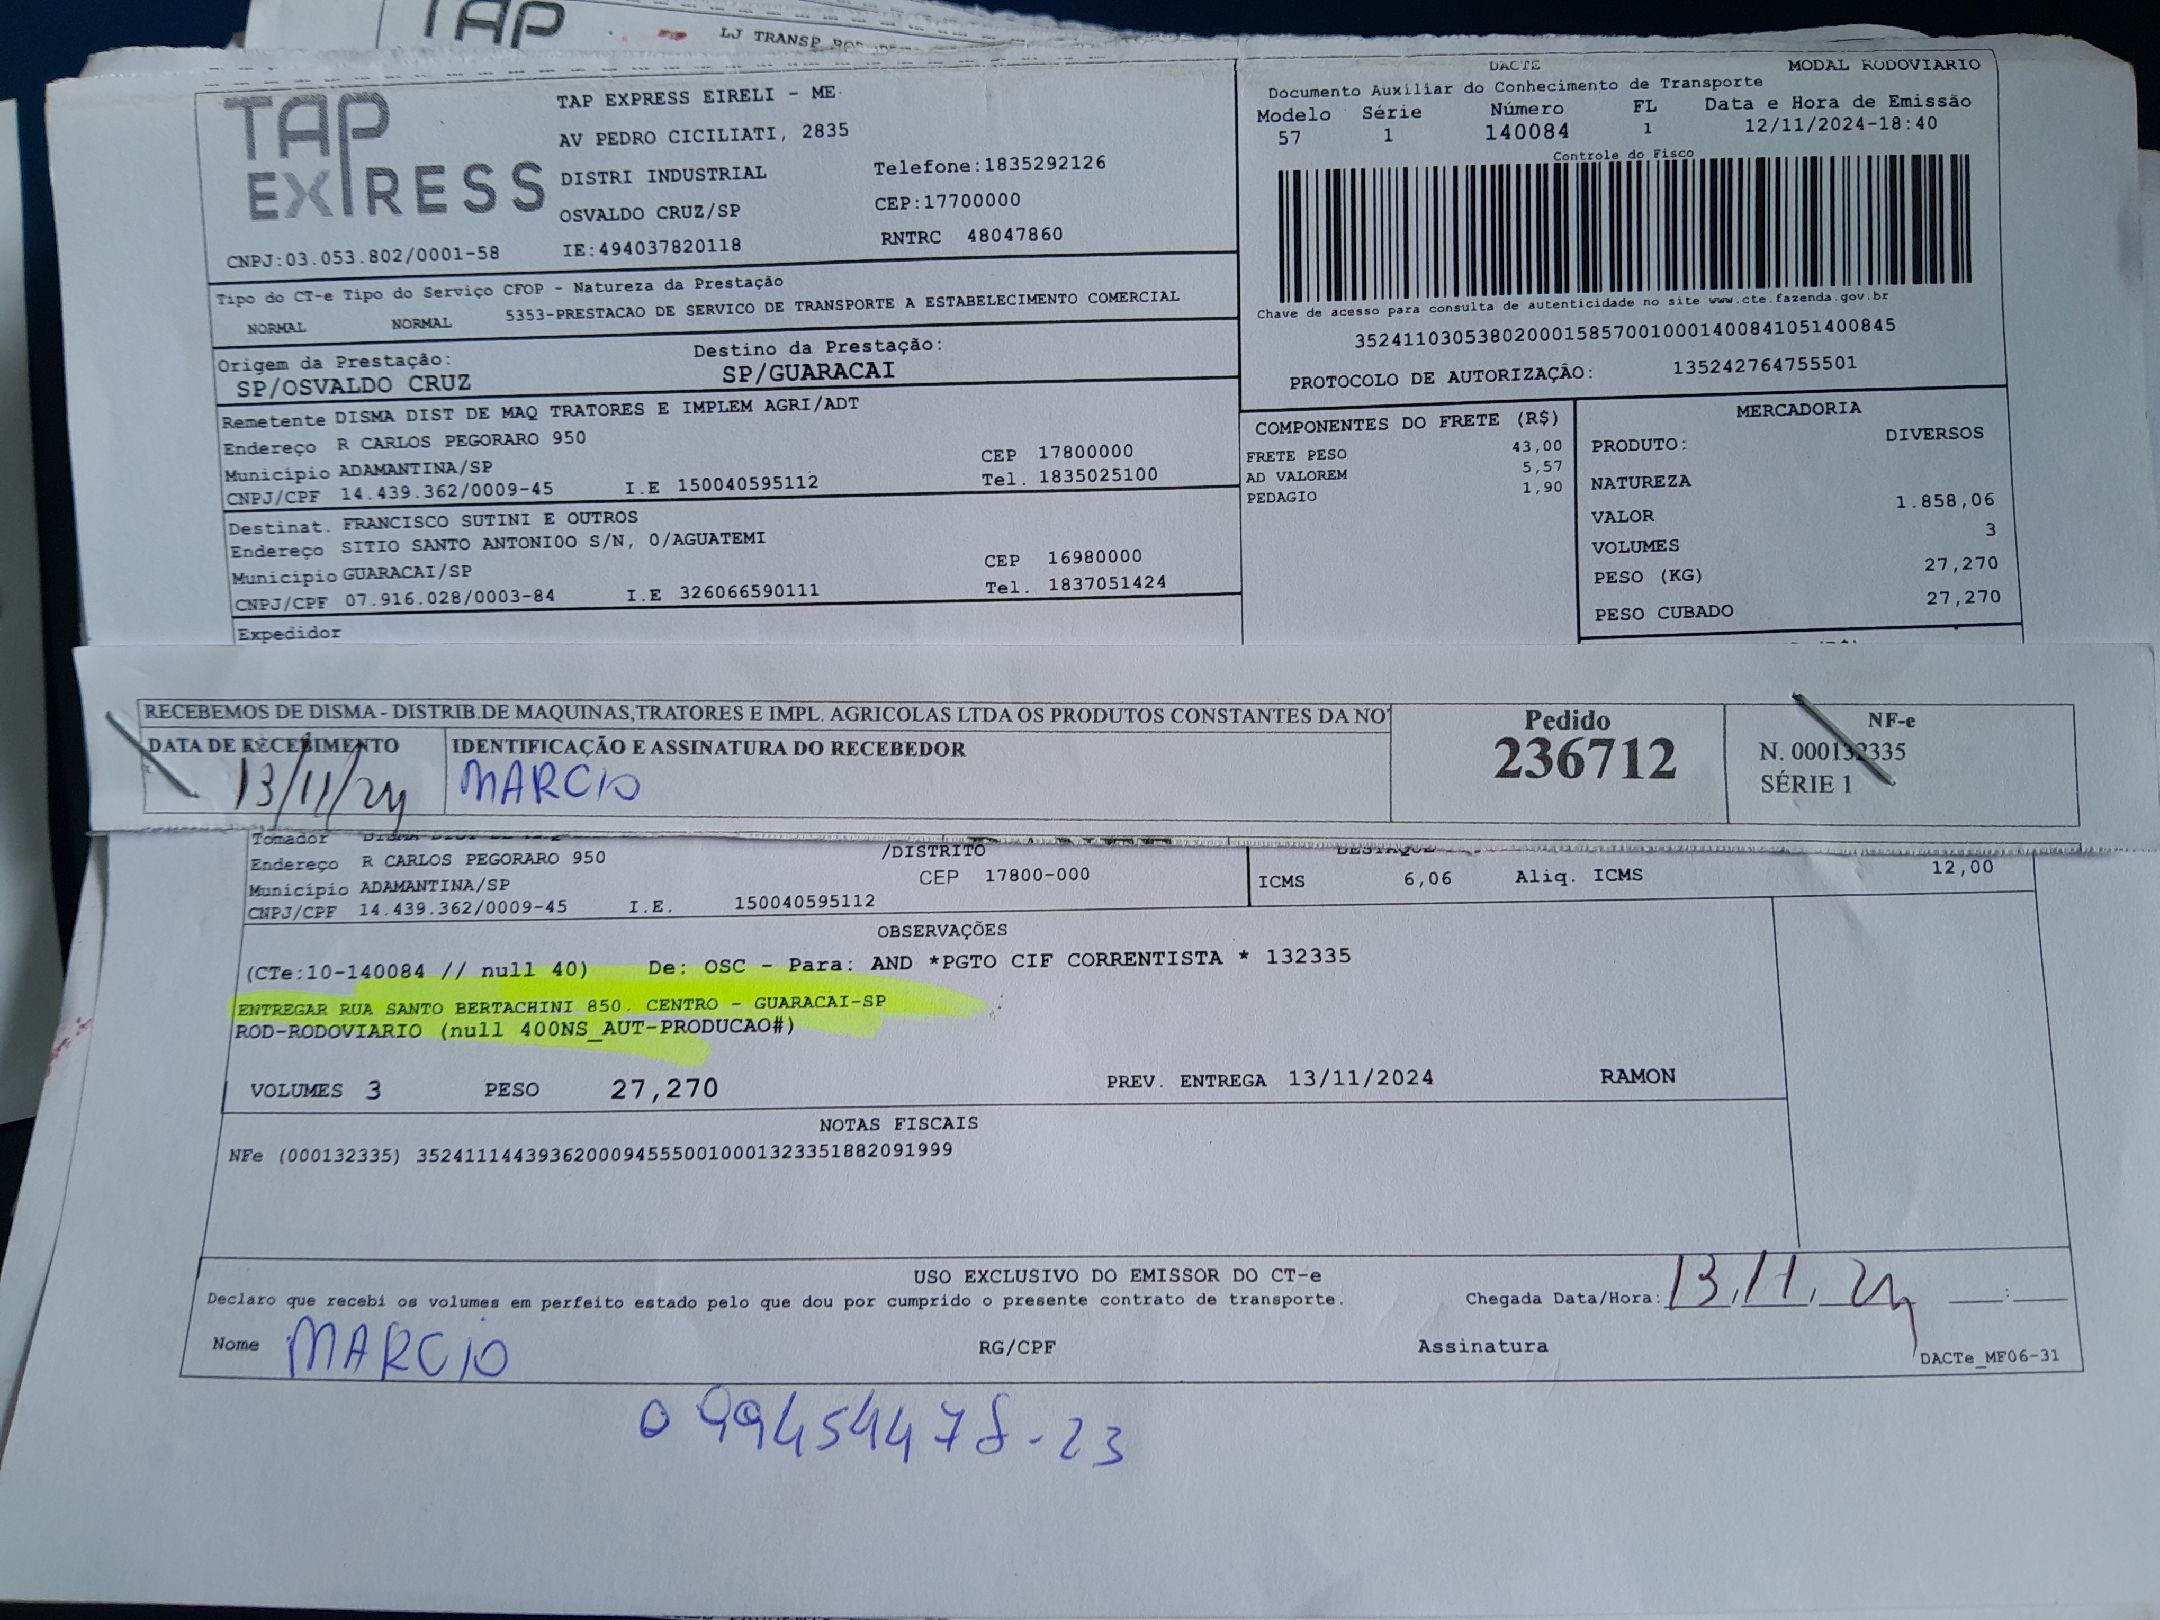 TAP
LJ TRANSP
TAP EXPRESS
TAP EXPRESS EIRELI - ME
AV PEDRO CICILIATI, 2835
DISTRI INDUSTRIAL Telefone:1835292126
OSVALDO CRUZ/SP CEP:17700000
CNPJ:03.053.802/0001-58 IE:494037820118 RNTRC 48047860
DACTE MODAL RODOVIARIO
Documento Auxiliar do Conhecimento de Transporte
Modelo Série Número FL Data e Hora de Emissão
57 1 140084 1 12/11/2024-18:40
Controle do Fisco
Chave de acesso para consulta de autenticidade no site www.cte.fazenda.gov.br
35241103053802000158570010001400841051400845
PROTOCOLO DE AUTORIZAÇÃO: 135242764755501
Tipo do CT-e Tipo do Serviço CFOP - Natureza da Prestação
NORMAL NORMAL 5353-PRESTACAO DE SERVICO DE TRANSPORTE A ESTABELECIMENTO COMERCIAL
Origem da Prestação: Destino da Prestação:
SP/OSVALDO CRUZ SP/GUARACAI
Remetente DISMA DIST DE MAQ TRATORES E IMPLEM AGRI/ADT
Endereço R CARLOS PEGORARO 950
Município ADAMANTINA/SP CEP 17800000
CNPJ/CPF 14.439.362/0009-45 I.E 150040595112 Tel. 1835025100
Destinat. FRANCISCO SUTINI E OUTROS
Endereço SITIO SANTO ANTONIOO S/N, 0/AGUATEMI
Município GUARACAI/SP CEP 16980000
CNPJ/CPF 07.916.028/0003-84 I.E 326066590111 Tel. 1837051424
Expedidor
COMPONENTES DO FRETE (R$)
FRETE PESO 43,00
AD VALOREM 5,57
PEDAGIO 1,90
MERCADORIA
PRODUTO: DIVERSOS
NATUREZA
VALOR 1.858,06
VOLUMES 3
PESO (KG) 27,270
PESO CUBADO 27,270
RECEBEMOS DE DISMA - DISTRIB.DE MAQUINAS,TRATORES E IMPL. AGRICOLAS LTDA OS PRODUTOS CONSTANTES DA NO
DATA DE RECEBIMENTO IDENTIFICAÇÃO E ASSINATURA DO RECEBEDOR
13/11/24 MARCIO
Pedido
236712
NF-e
N. 000132335
SÉRIE 1
Tomador
Endereço R CARLOS PEGORARO 950 /DISTRITO
Município ADAMANTINA/SP CEP 17800-000
CNPJ/CPF 14.439.362/0009-45 I.E. 150040595112
DESTAQUE
ICMS 6,06 Aliq. ICMS 12,00
OBSERVAÇÕES
(CTe:10-140084 // null 40) De: OSC - Para: AND *PGTO CIF CORRENTISTA * 132335
ENTREGAR RUA SANTO BERTACHINI 850. CENTRO - GUARACAI-SP
ROD-RODOVIARIO (null 400NS_AUT-PRODUCAO#)
VOLUMES 3 PESO 27,270 PREV. ENTREGA 13/11/2024 RAMON
NOTAS FISCAIS
NFe (000132335) 35241114439362000945550010001323351882091999
USO EXCLUSIVO DO EMISSOR DO CT-e
Declaro que recebi os volumes em perfeito estado pelo que dou por cumprido o presente contrato de transporte. Chegada Data/Hora: 13/11/24 __:__
Nome MARCIO RG/CPF Assinatura
DACTe_MF06-31
099454478-23